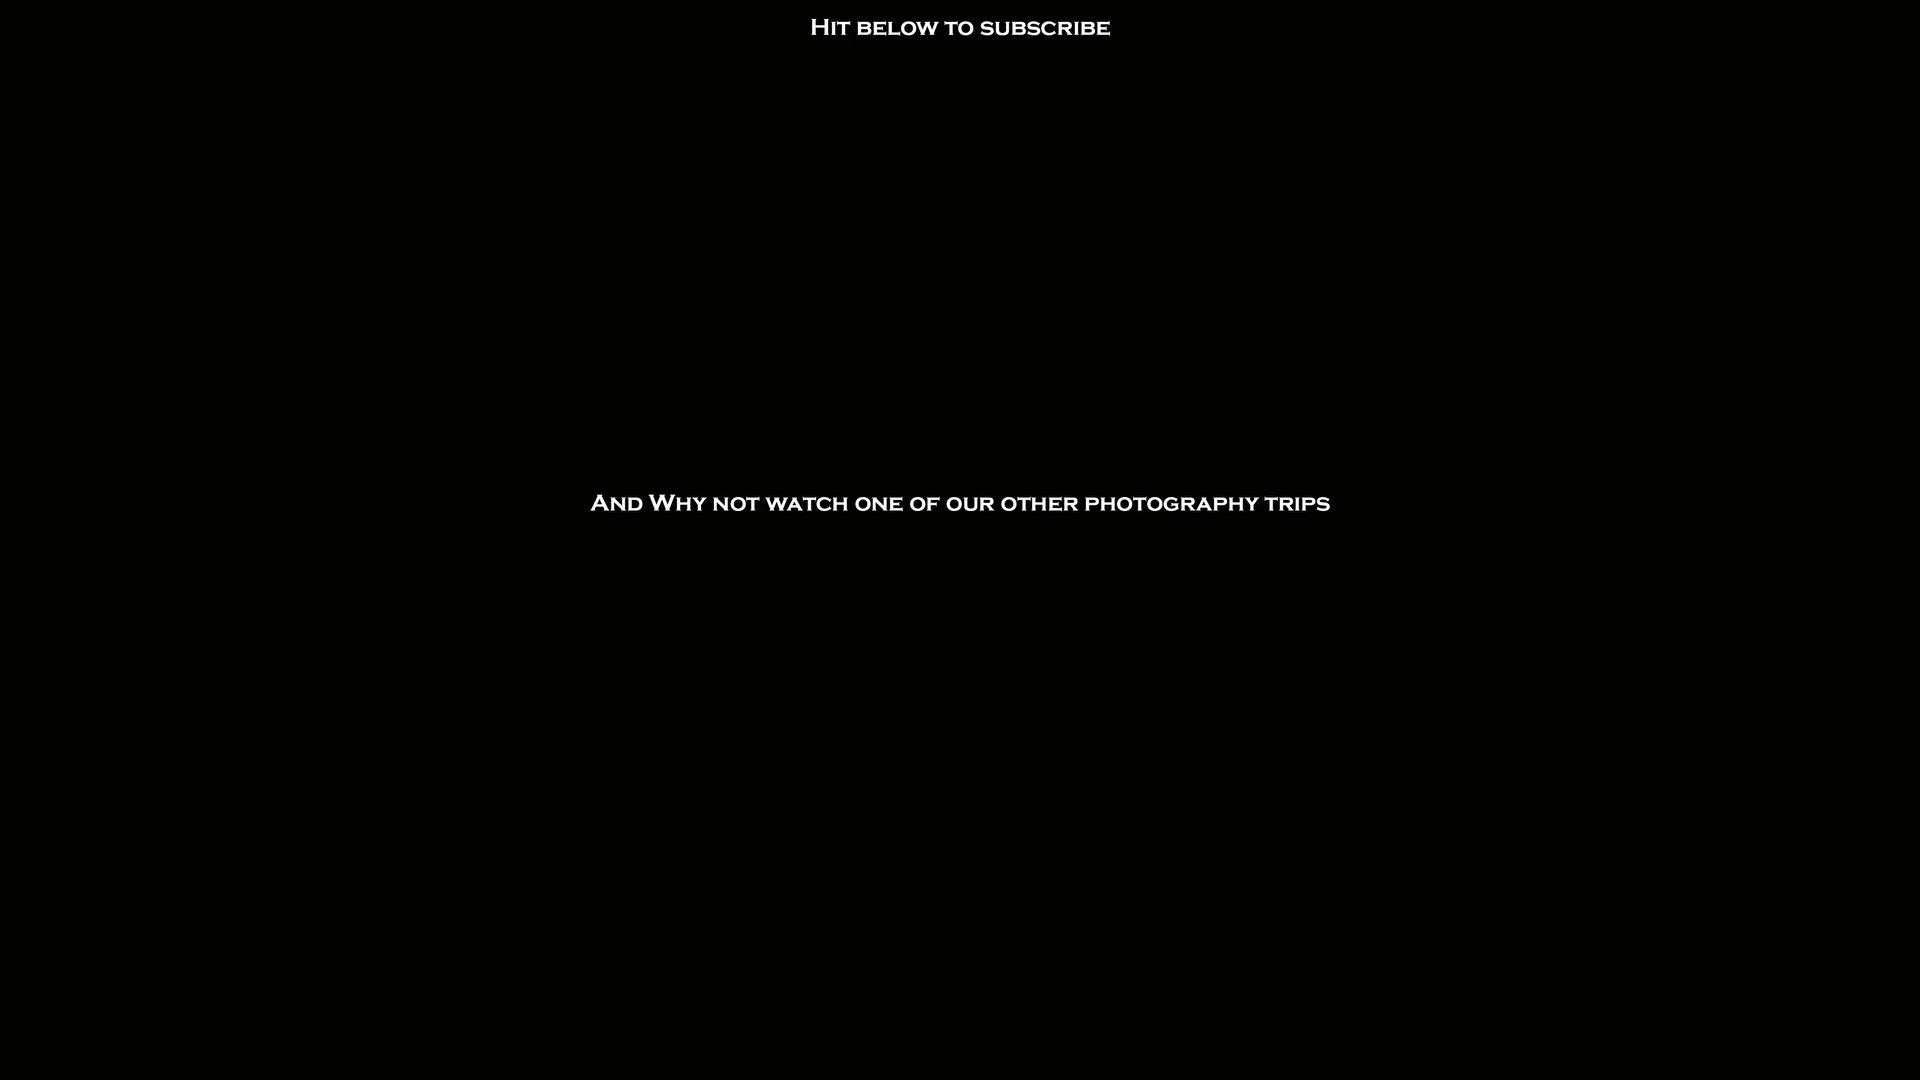 Hit below to subscribe
And Why not watch one of our other photography trips